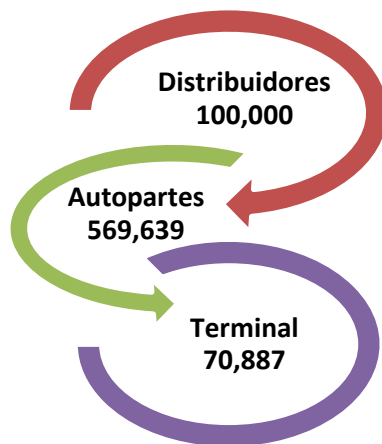 Distribuidores
100,000
Autopartes
569,639
Terminal
70,887